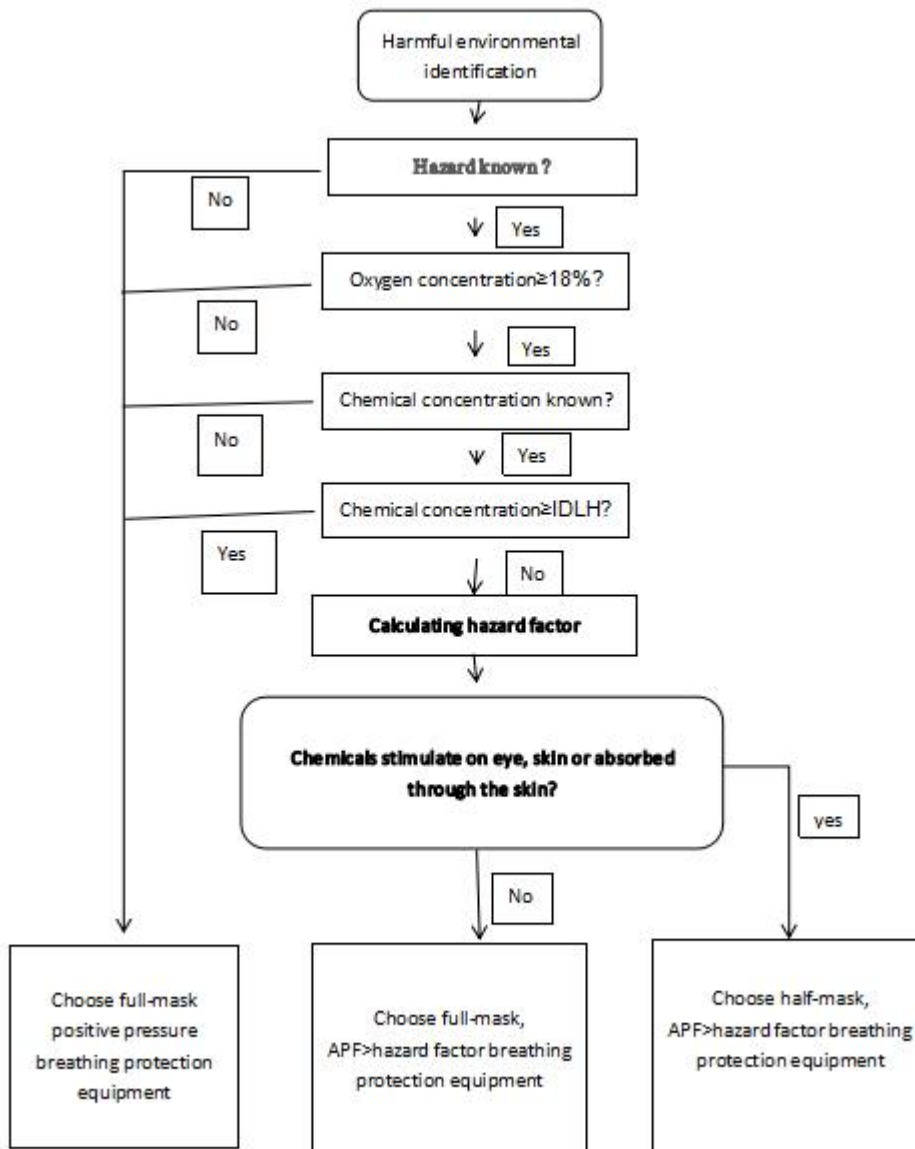 Harmful environmental
identification
Hazard known ?
No
Yes
Oxygen concentration≥18%?
No
Yes
Chemical concentration known?
No
Yes
Chemical concentration≥IDLH?
Yes
No
Calculating hazard factor
Chemicals stimulate on eye, skin or absorbed
through the skin?
yes
No
Choose full-mask
positive pressure
breathing protection
equipment
Choose full-mask,
APF>hazard factor breathing
protection equipment
Choose half-mask,
APF>hazard factor breathing
protection equipment